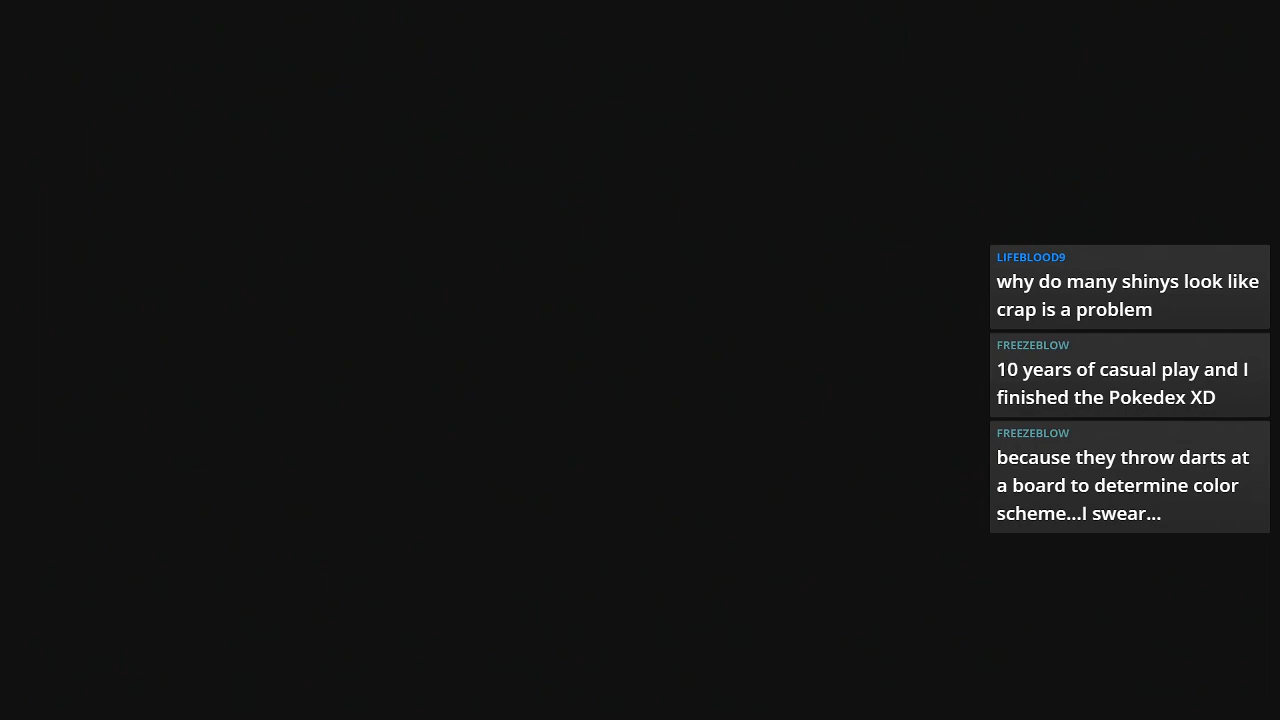 LIFEBLOOD9
why do many shinys look like
crap is a problem
FREEZEBLOW
10 years of casual play and I
finished the Pokedex XD
FREEZEBLOW
because they throw darts at
a board to determine color
scheme...I swear...